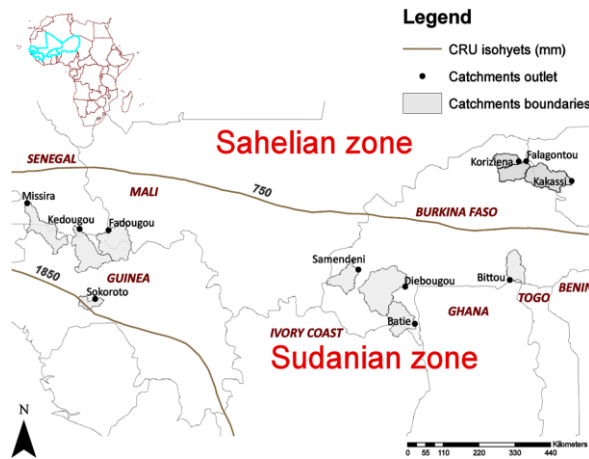 Legend
CRU isohyets (mm)
Catchments outlet
Catchments boundaries
Sahelian zone
SENEGAL
Koriziena
Falagontou
Kakassi
MALI
750
Missira
BURKINA FASO
Kedougou
Fadougou
Samendeni
1850
GUINEA
Diebougou
Bittou
BENIN
Sokoroto
GHANA
TOGO
Batie
IVORY COAST
Sudanian zone
N
Kilometers
0 55 110 220 330 440